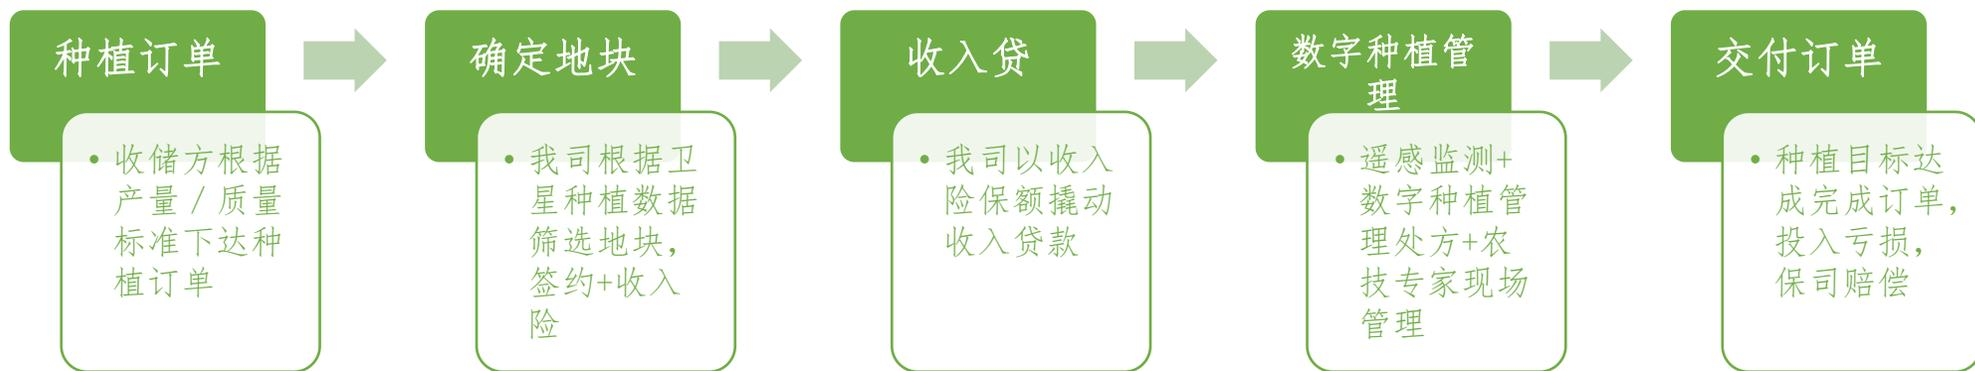 种植订单
• 收储方根据
产量/质量
标准下达种
植订单
确定地块
• 我司根据卫
星种植数据
筛选地块，
签约+收入
险
收入贷
• 我司以收入
险保额撬动
收入贷款
数字种植管
理
• 遥感监测+
数字种植管
理处方+农
技专家现场
管理
交付订单
• 种植目标达
成完成订单，
投入亏损，
保司赔偿